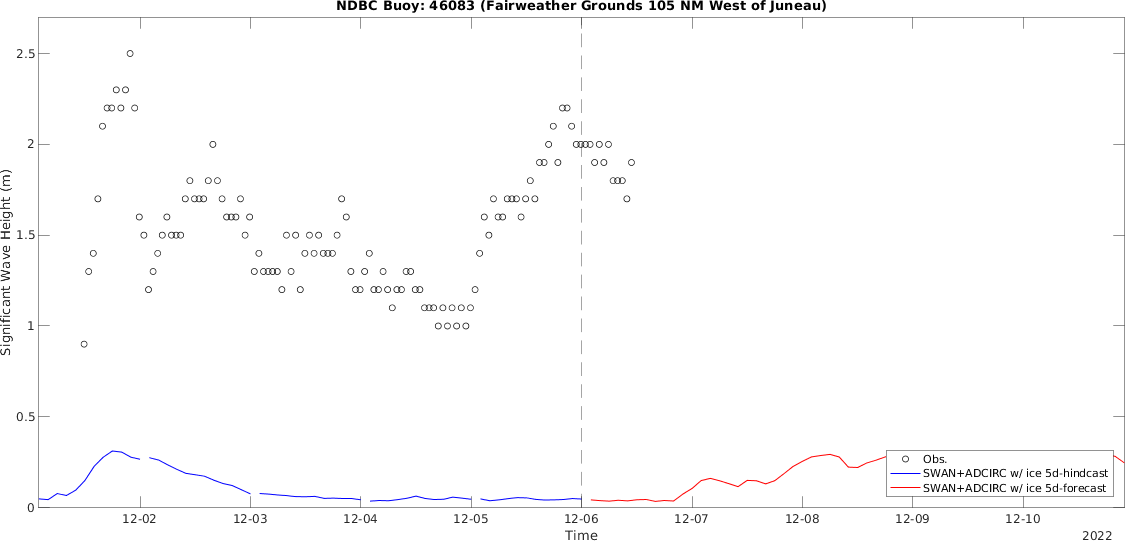 NDBC Buoy: 46083 (Fairweather Grounds 105 NM West of Juneau)
Significant Wave Height (m)
2.5
2
1.5
1
0.5
0
Obs.
SWAN+ADCIRC w/ ice 5d-hindcast
SWAN+ADCIRC w/ ice 5d-forecast
12-02 12-03 12-04 12-05 12-06 12-07 12-08 12-09 12-10
Time
2022